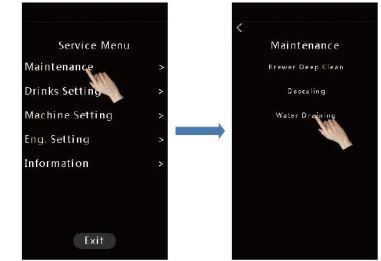 Service Menu
Maintenance >
Drinks Setting >
Machine Setting >
Eng. Setting >
Information >
Exit
<
Maintenance
Brewer Deep Clean
Descaling
Water Draining